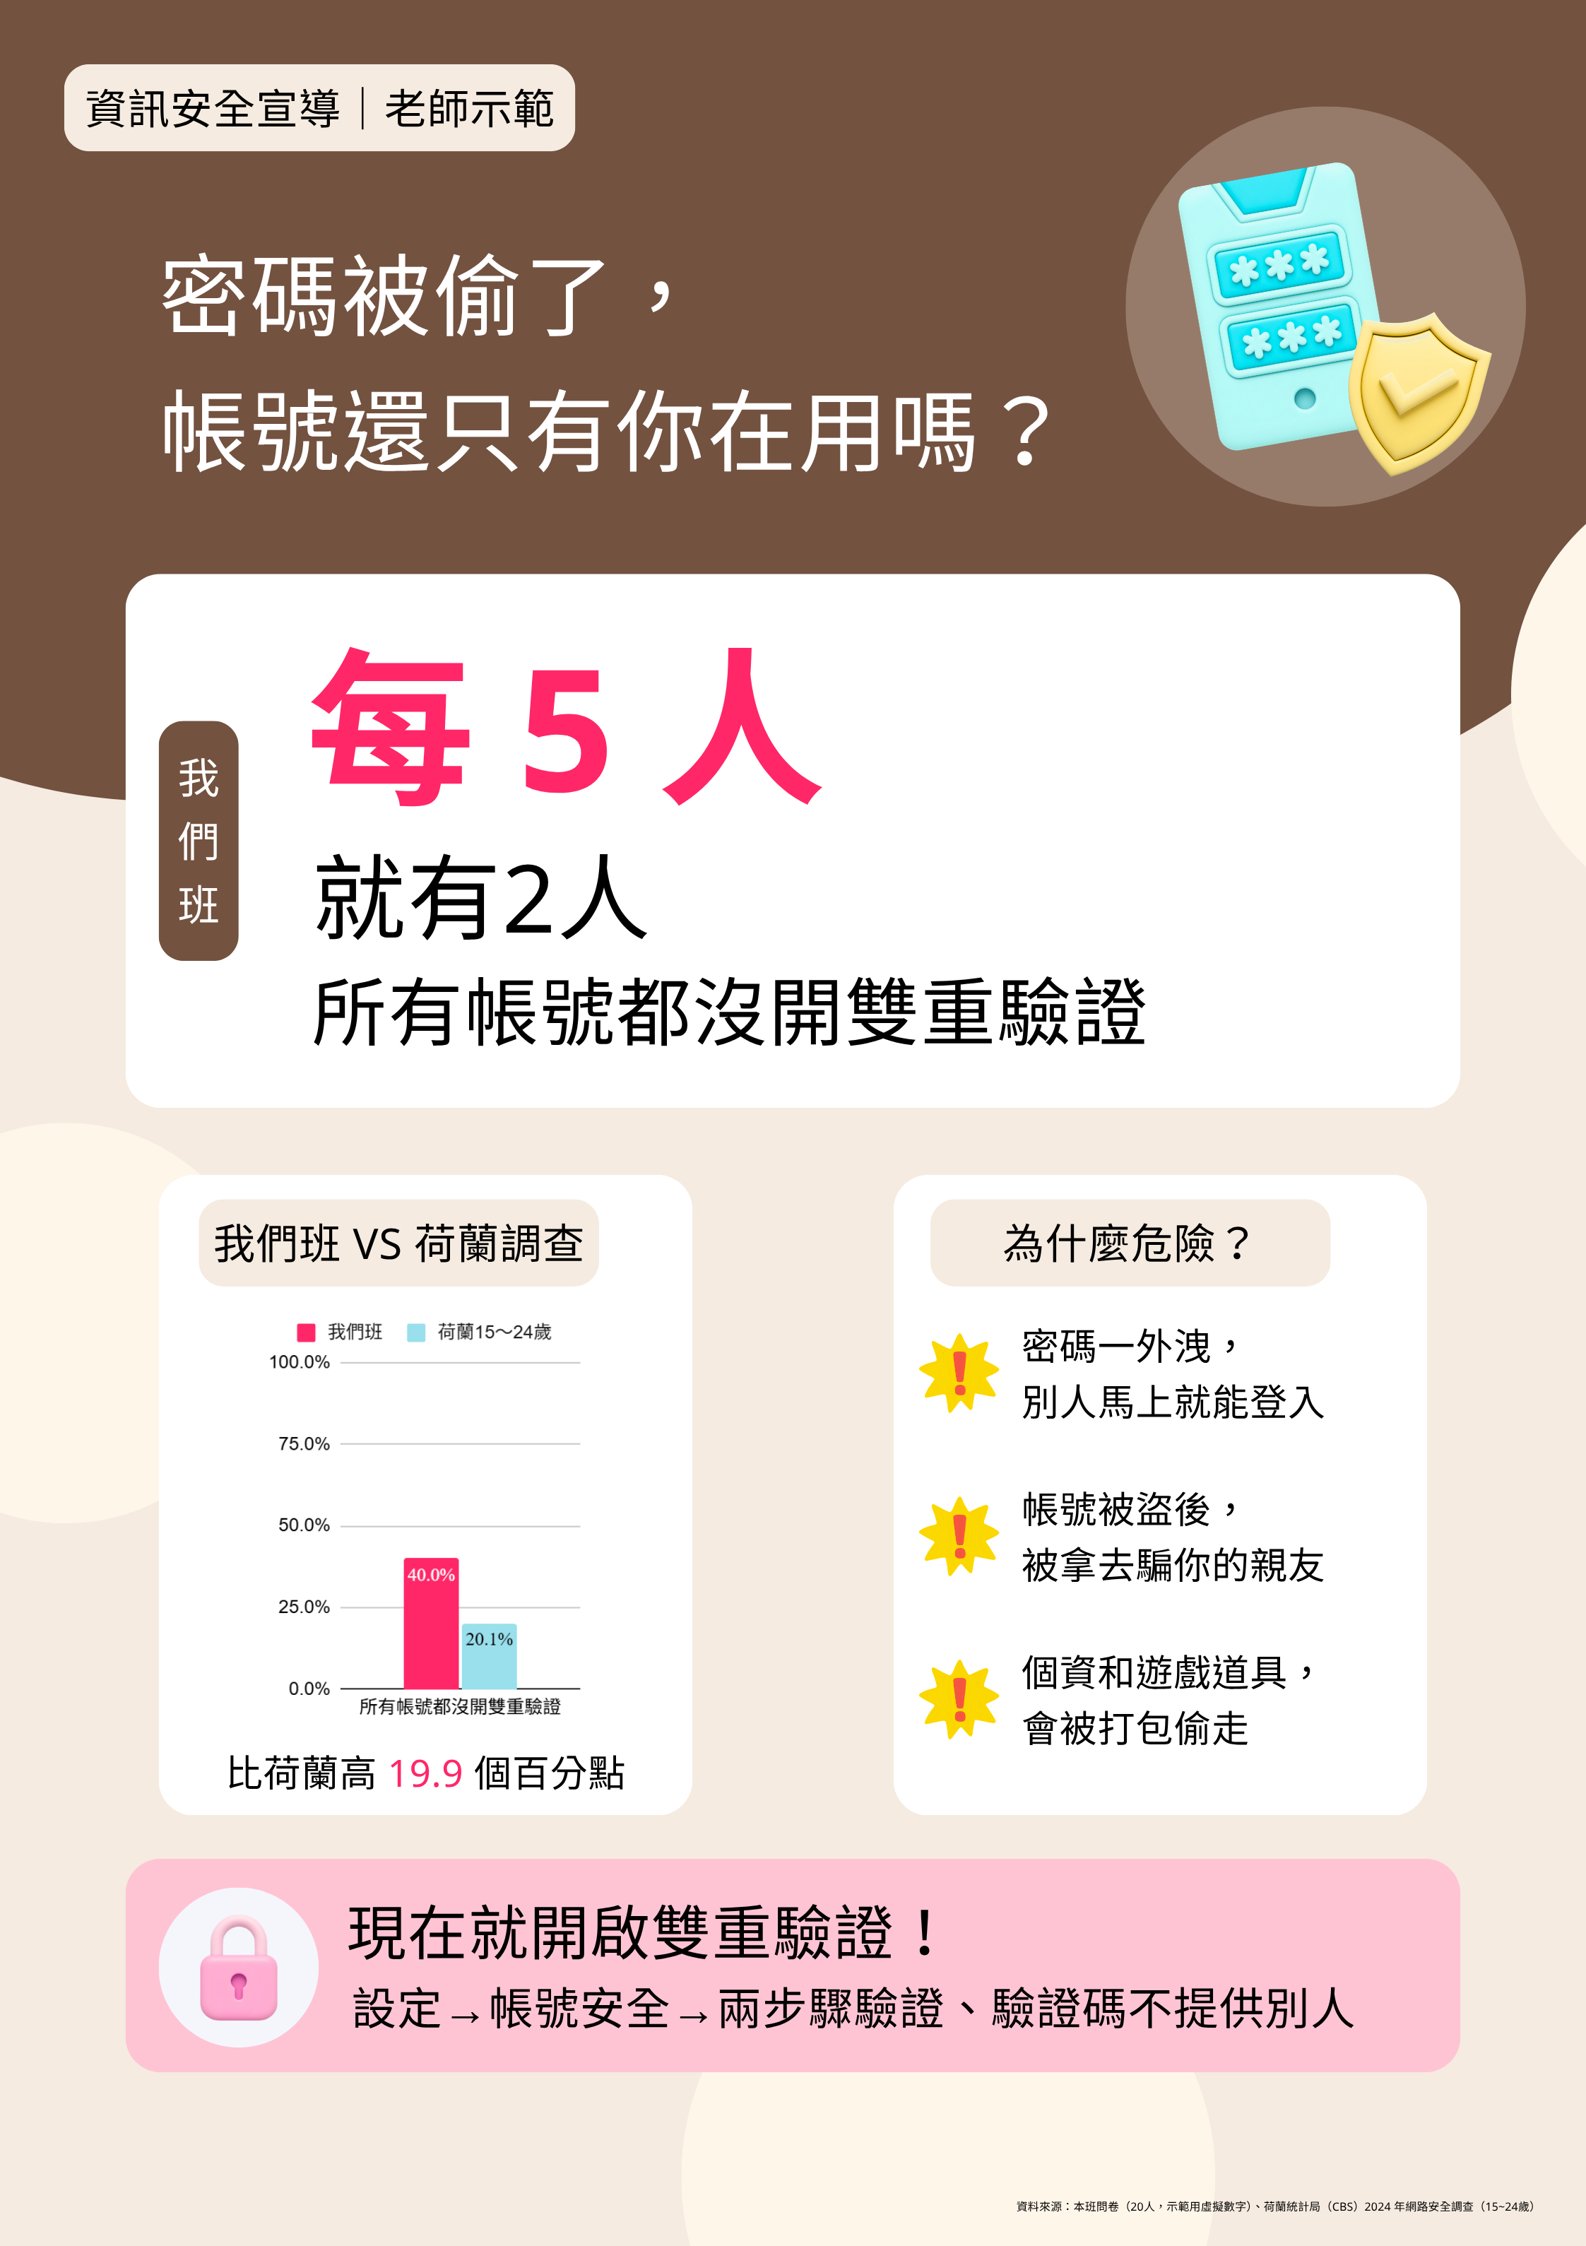 資訊安全宣導｜老師示範
密碼被偷了，
帳號還只有你在用嗎？
***
***
我們班
每 5 人
就有2人
所有帳號都沒開雙重驗證
我們班 VS 荷蘭調查
我們班 荷蘭15～24歲
100.0%
75.0%
50.0%
25.0%
0.0%
40.0%
20.1%
所有帳號都沒開雙重驗證
比荷蘭高 19.9 個百分點
為什麼危險？
密碼一外洩，
別人馬上就能登入
帳號被盜後，
被拿去騙你的親友
個資和遊戲道具，
會被打包偷走
現在就開啟雙重驗證！
設定→帳號安全→兩步驟驗證、驗證碼不提供別人
資料來源：本班問卷（20人，示範用虛擬數字）、荷蘭統計局（CBS）2024 年網路安全調查（15~24歲）